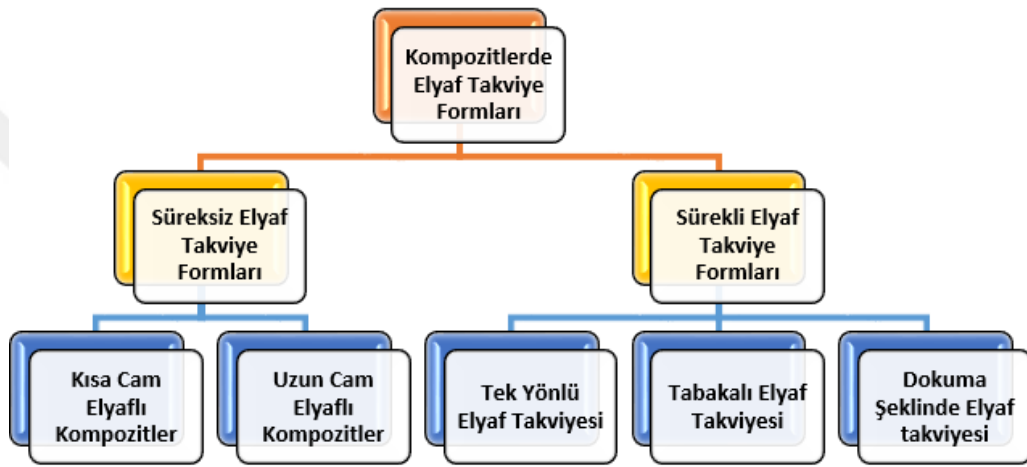 Kompozitlerde
Elyaf Takviye
Formları
Süreksiz Elyaf
Takviye
Formları
Sürekli Elyaf
Takviye
Formları
Kısa Cam
Elyaflı
Kompozitler
Uzun Cam
Elyaflı
Kompozitler
Tek Yönlü
Elyaf Takviyesi
Tabakalı Elyaf
Takviyesi
Dokuma
Şeklinde Elyaf
takviyesi